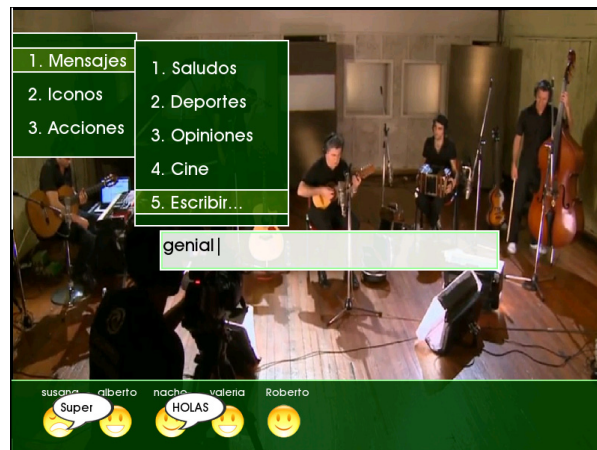 1. Mensajes
2. Iconos
3. Acciones
1. Saludos
2. Deportes
3. Opiniones
4. Cine
5. Escribir...
genial
susana alberto nacho valeria Roberto
Super
HOLAS